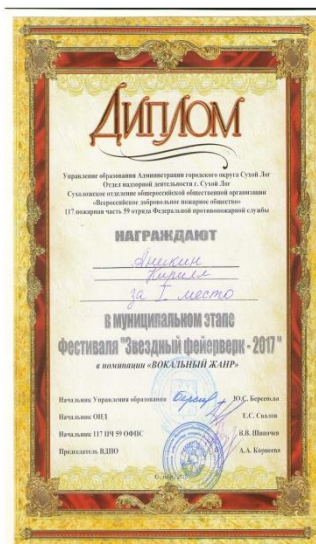 ДИПЛОМ
Управление образования Администрации городского округа Сухой Лог
Отдел надзорной деятельности г. Сухой Лог
Сухоложское отделение общероссийской общественной организации
«Всероссийское добровольное пожарное общество»
117 пожарная часть 59 отряда Федеральной противопожарной службы
НАГРАЖДАЮТ
Аникин
Кирилл
за I место
в муниципальном этапе
Фестиваля "Звездный фейерверк - 2017"
в номинации «ВОКАЛЬНЫЙ ЖАНР»
Начальник Управления образования Ю.С. Берсенева
Начальник ОНД Е.С.
Начальник 117 ПЧ 59 ОФПС В.В.
Председатель ВДПО А.А.